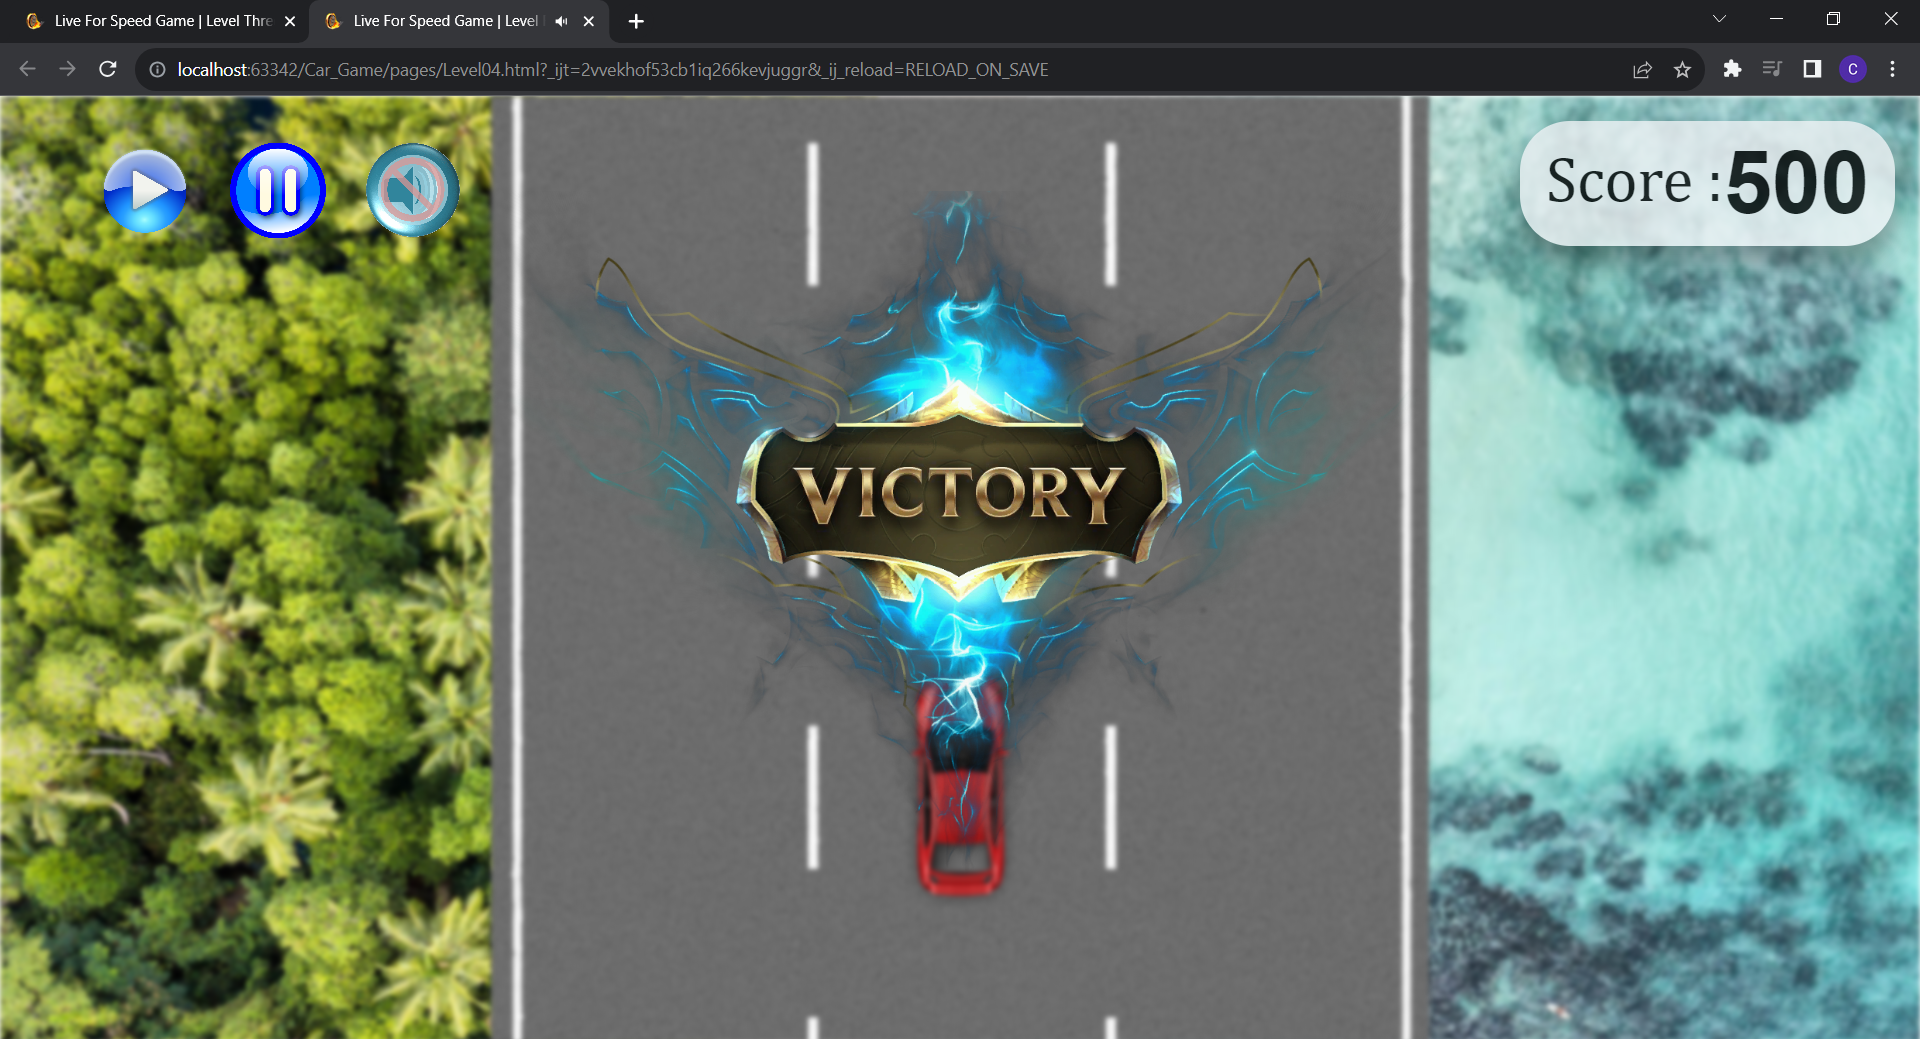 Live For Speed Game | Level Thre
Live For Speed Game | Level
localhost:63342/Car_Game/pages/Level04.html?_ijt=2vvekhof53cb1iq266kevjuggr&_ij_reload=RELOAD_ON_SAVE
C
Score :500
VICTORY